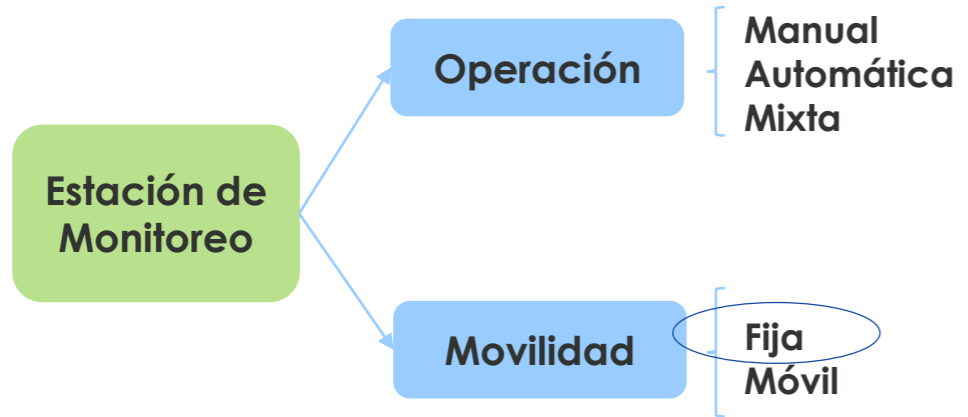 Estación de
Monitoreo
Operación
Manual
Automática
Mixta
Movilidad
Fija
Móvil